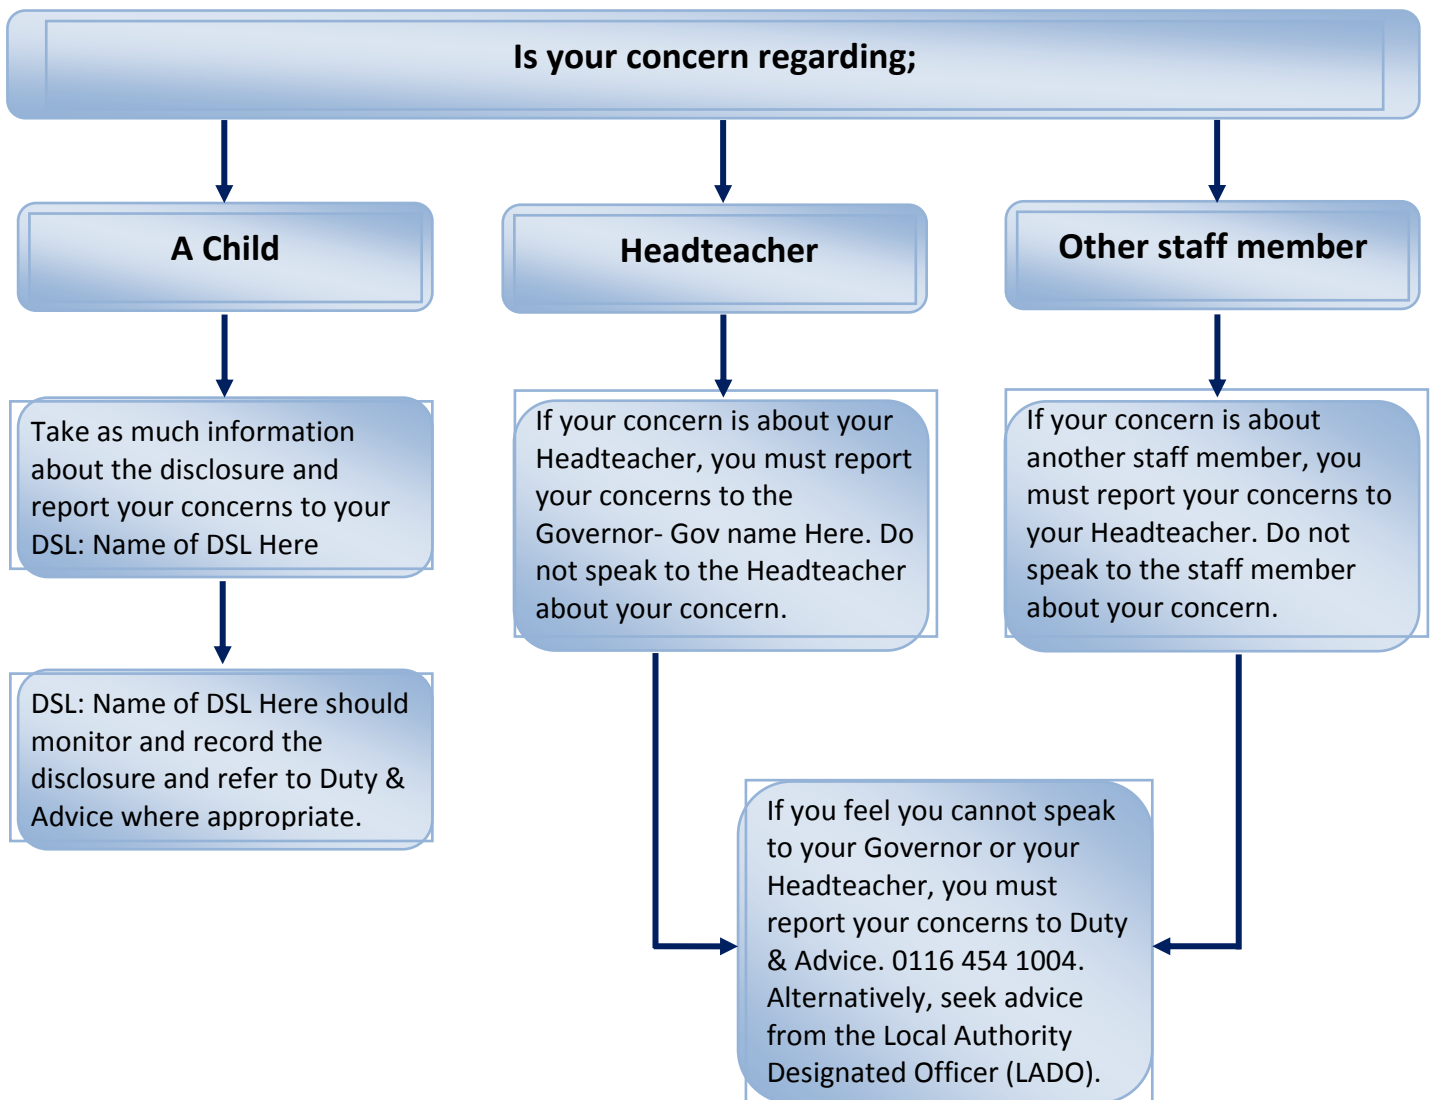 Is your concern regarding;
A Child
Headteacher
Other staff member
Take as much information
about the disclosure and
report your concerns to your
DSL: Name of DSL Here
If your concern is about your
Headteacher, you must report
your concerns to the
Governor- Gov name Here. Do
not speak to the Headteacher
about your concern.
If your concern is about
another staff member, you
must report your concerns to
your Headteacher. Do not
speak to the staff member
about your concern.
DSL: Name of DSL Here should
monitor and record the
disclosure and refer to Duty &
Advice where appropriate.
If you feel you cannot speak
to your Governor or your
Headteacher, you must
report your concerns to Duty
& Advice. 0116 454 1004.
Alternatively, seek advice
from the Local Authority
Designated Officer (LADO).